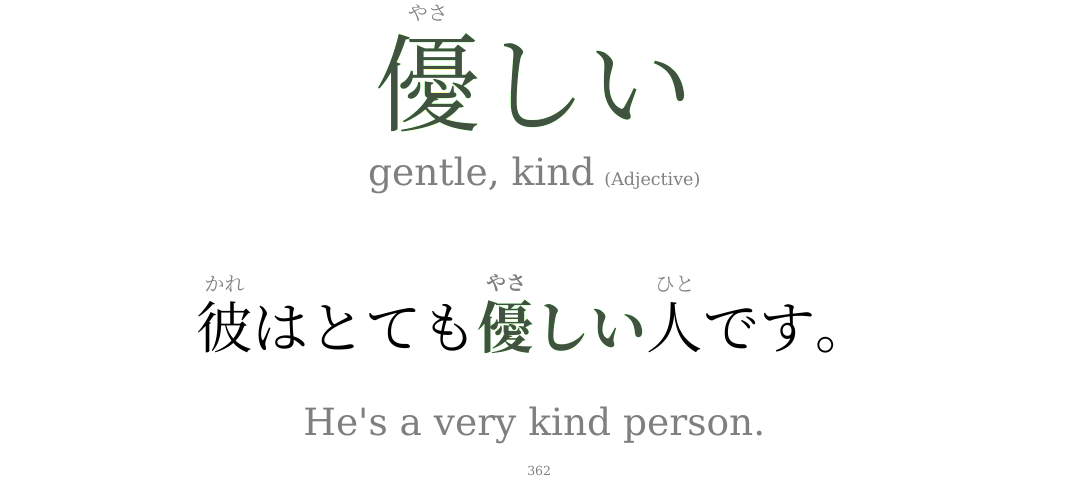 やさ
優しい
gentle, kind (Adjective)
かれ やさ ひと
彼はとても優しい人です。
He's a very kind person.
362